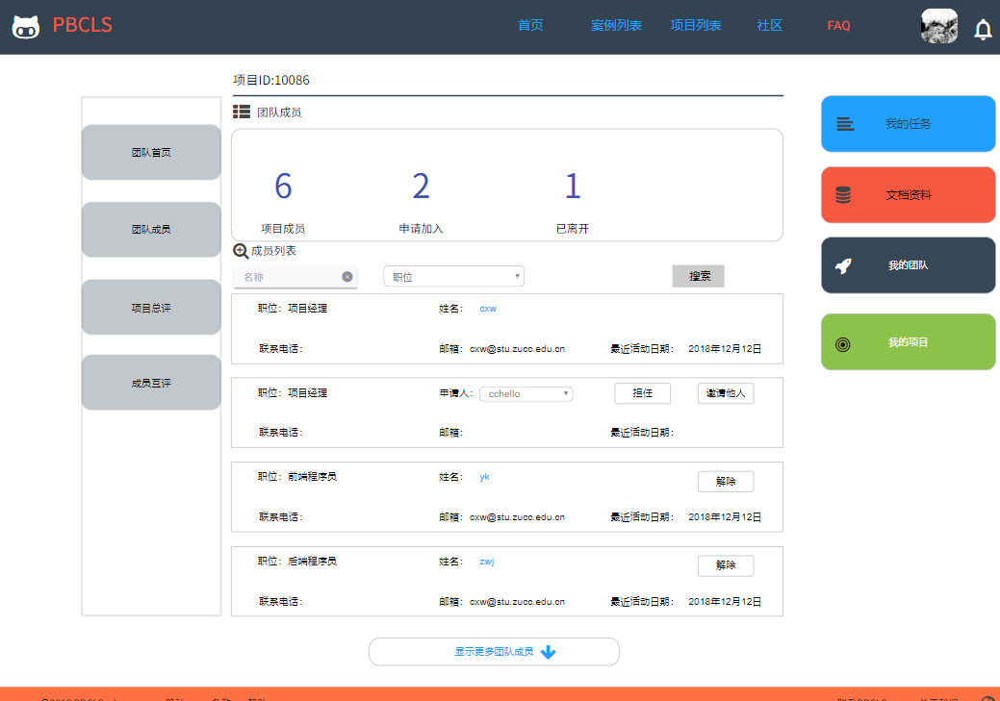 PBCLS 首页 案例列表 项目列表 社区 FAQ
项目ID:10086
团队成员
6 2 1
项目成员 申请加入 已离开
成员列表
名称 职位 搜索
职位：项目经理 姓名： cxw
联系电话： 邮箱：cxw@stu.zucc.edu.cn 最近活动日期： 2018年12月12日
职位：项目经理 申请人： cchello 担任 邀请他人
联系电话： 邮箱： 最近活动日期：
职位：前端程序员 姓名： yk 解除
联系电话： 邮箱：cxw@stu.zucc.edu.cn 最近活动日期： 2018年12月12日
职位：后端程序员 姓名： zwj 解除
联系电话： 邮箱：cxw@stu.zucc.edu.cn 最近活动日期： 2018年12月12日
显示更多团队成员
团队首页
团队成员
项目总评
成员互评
我的任务
文档资料
我的团队
我的项目